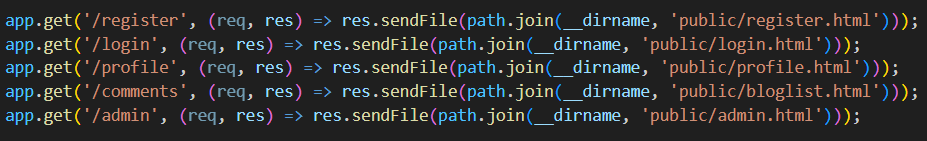 app.get('/register', (req, res) => res.sendFile(path.join(__dirname, 'public/register.html')));
app.get('/login', (req, res) => res.sendFile(path.join(__dirname, 'public/login.html')));
app.get('/profile', (req, res) => res.sendFile(path.join(__dirname, 'public/profile.html')));
app.get('/comments', (req, res) => res.sendFile(path.join(__dirname, 'public/bloglist.html')));
app.get('/admin', (req, res) => res.sendFile(path.join(__dirname, 'public/admin.html')));